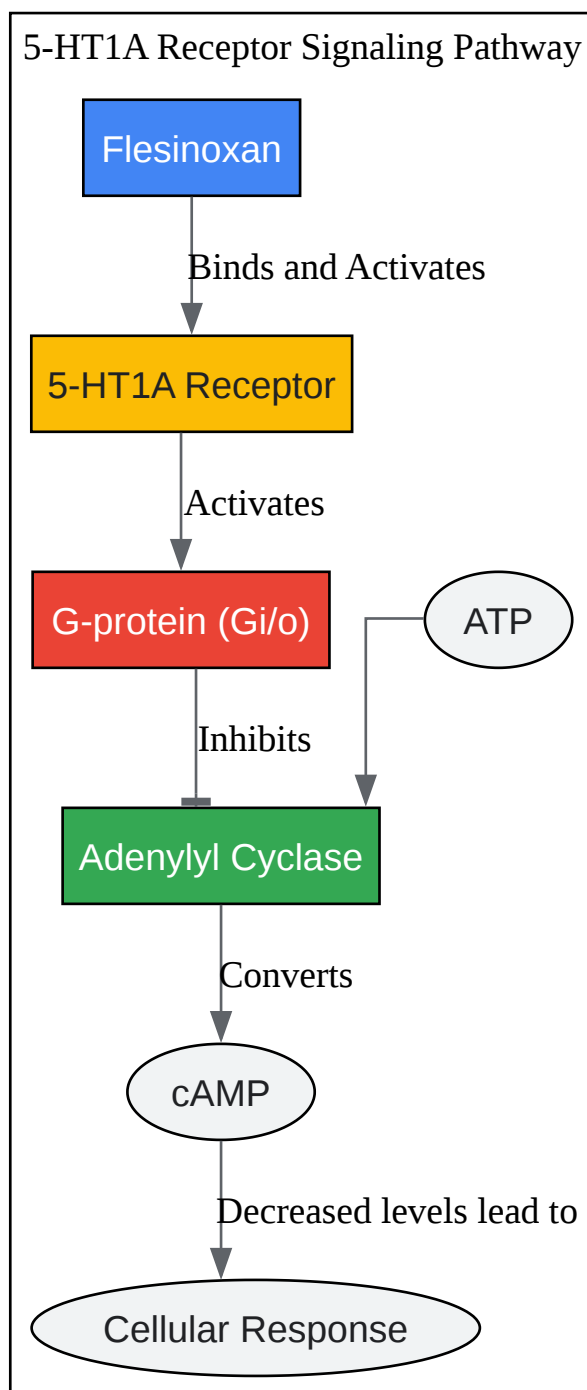 5-HT1A Receptor Signaling Pathway
Flesinoxan
Binds and Activates
5-HT1A Receptor
Activates
G-protein (Gi/o)
ATP
Inhibits
Adenylyl Cyclase
Converts
cAMP
Decreased levels lead to
Cellular Response